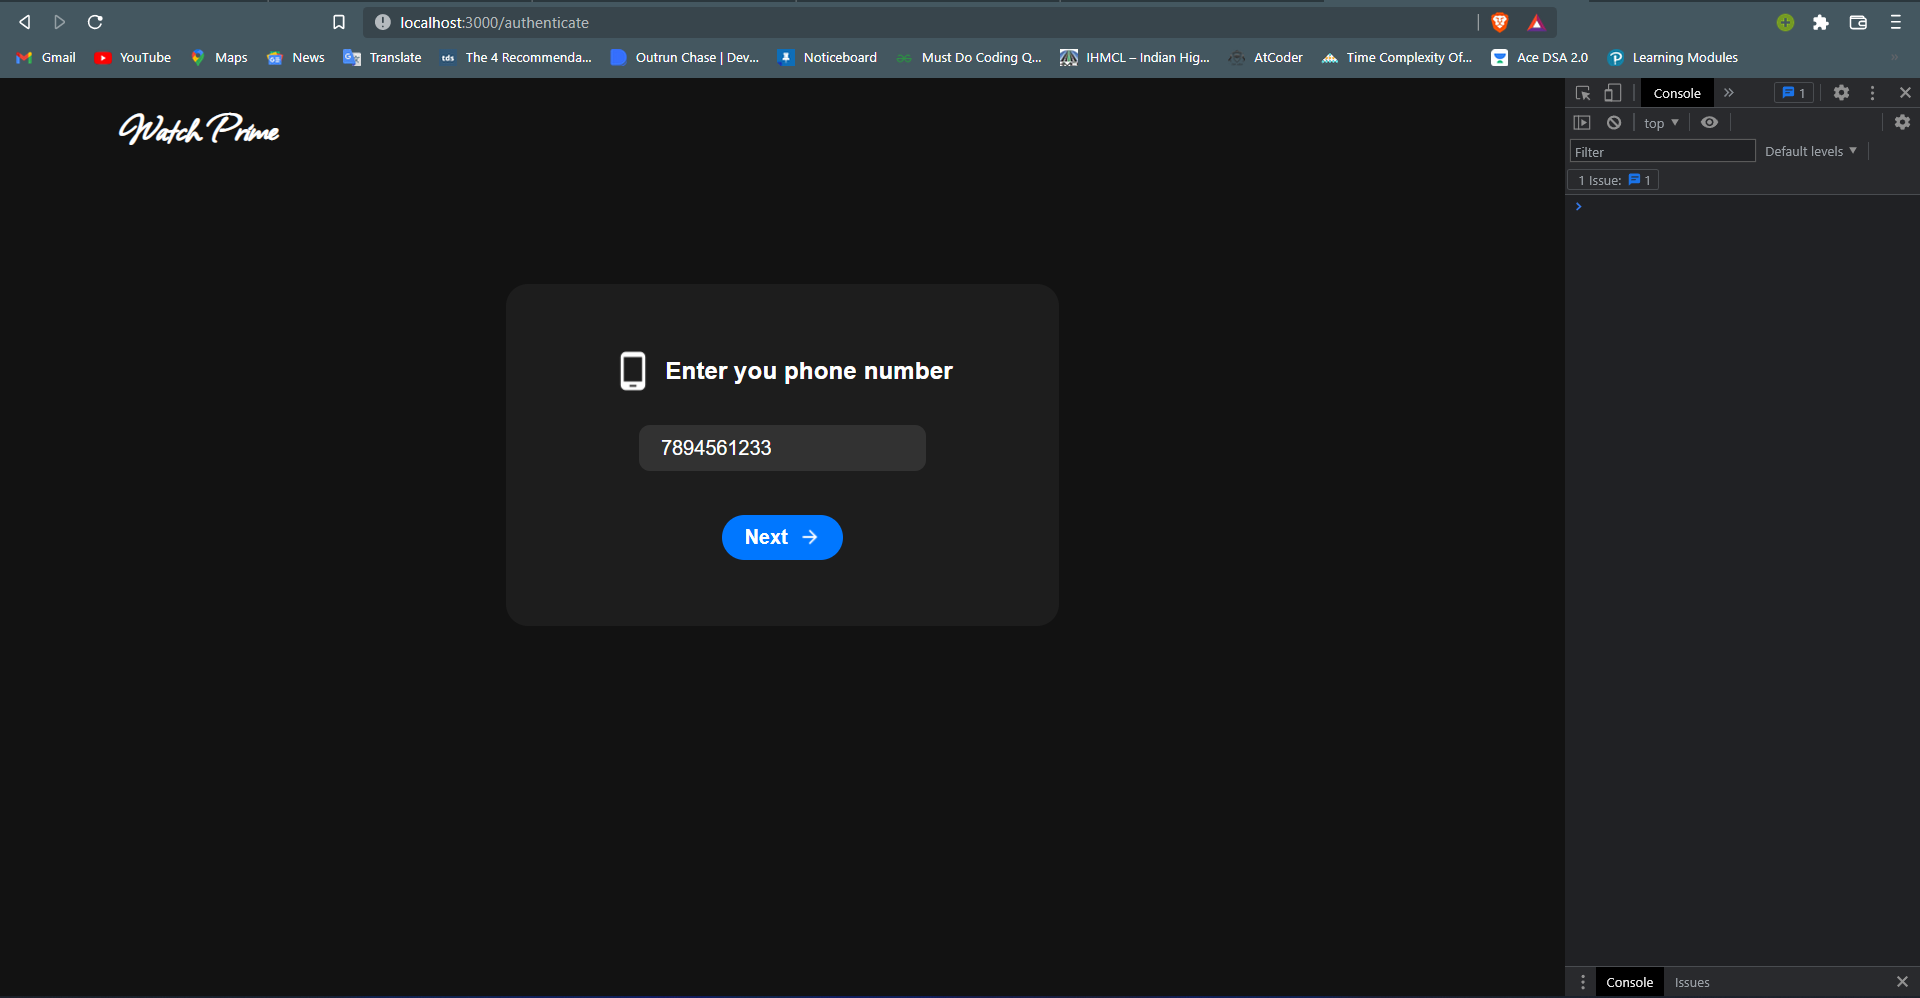 localhost:3000/authenticate
Gmail YouTube Maps News Translate tds The 4 Recommenda... Outrun Chase | Dev... Noticeboard Must Do Coding Q... IHMCL – Indian Hig... AtCoder Time Complexity Of... Ace DSA 2.0 Learning Modules
Watch Prime
Console 1
top
Filter Default levels
1 Issue: 1
Enter you phone number
7894561233
Next
Console Issues